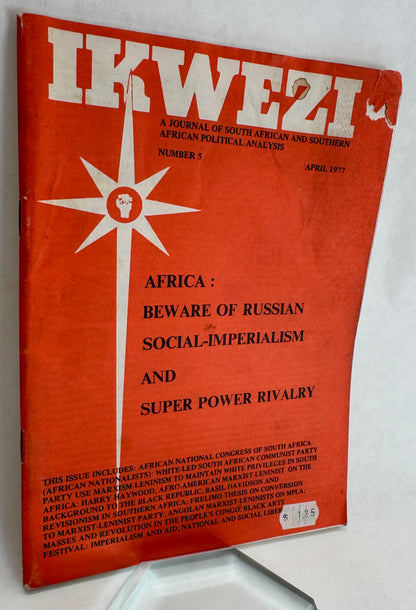 IKWEZI
A JOURNAL OF SOUTH AFRICAN AND SOUTHERN
AFRICAN POLITICAL ANALYSIS
NUMBER 5
APRIL 1977
AFRICA :
BEWARE OF RUSSIAN
SOCIAL-IMPERIALISM
AND
SUPER POWER RIVALRY
THIS ISSUE INCLUDES: AFRICAN NATIONAL CONGRESS OF SOUTH AFRICA
(AFRICAN NATIONALISTS): WHITE-LED SOUTH AFRICAN COMMUNIST PARTY
PARTY USE MARXISM-LENINISM TO MAINTAIN WHITE PRIVILEGES IN SOUTH
AFRICA: HARRY HAYWOOD, AFRO-AMERICAN MARXIST-LENINIST ON THE
BACKGROUND TO THE BLACK REPUBLIC; BASIL DAVIDSON AND
REVISIONISM IN SOUTHERN AFRICA; FRELIMO THESIS ON CONVERSION
TO MARXIST-LENINIST PARTY; ANGOLAN MARXIST-LENINISTS ON MPLA;
MASSES AND REVOLUTION IN THE PEOPLE'S CONGO; BLACK ARTS
FESTIVAL: IMPERIALISM AND AID; NATIONAL AND SOCIAL
$ 1.25